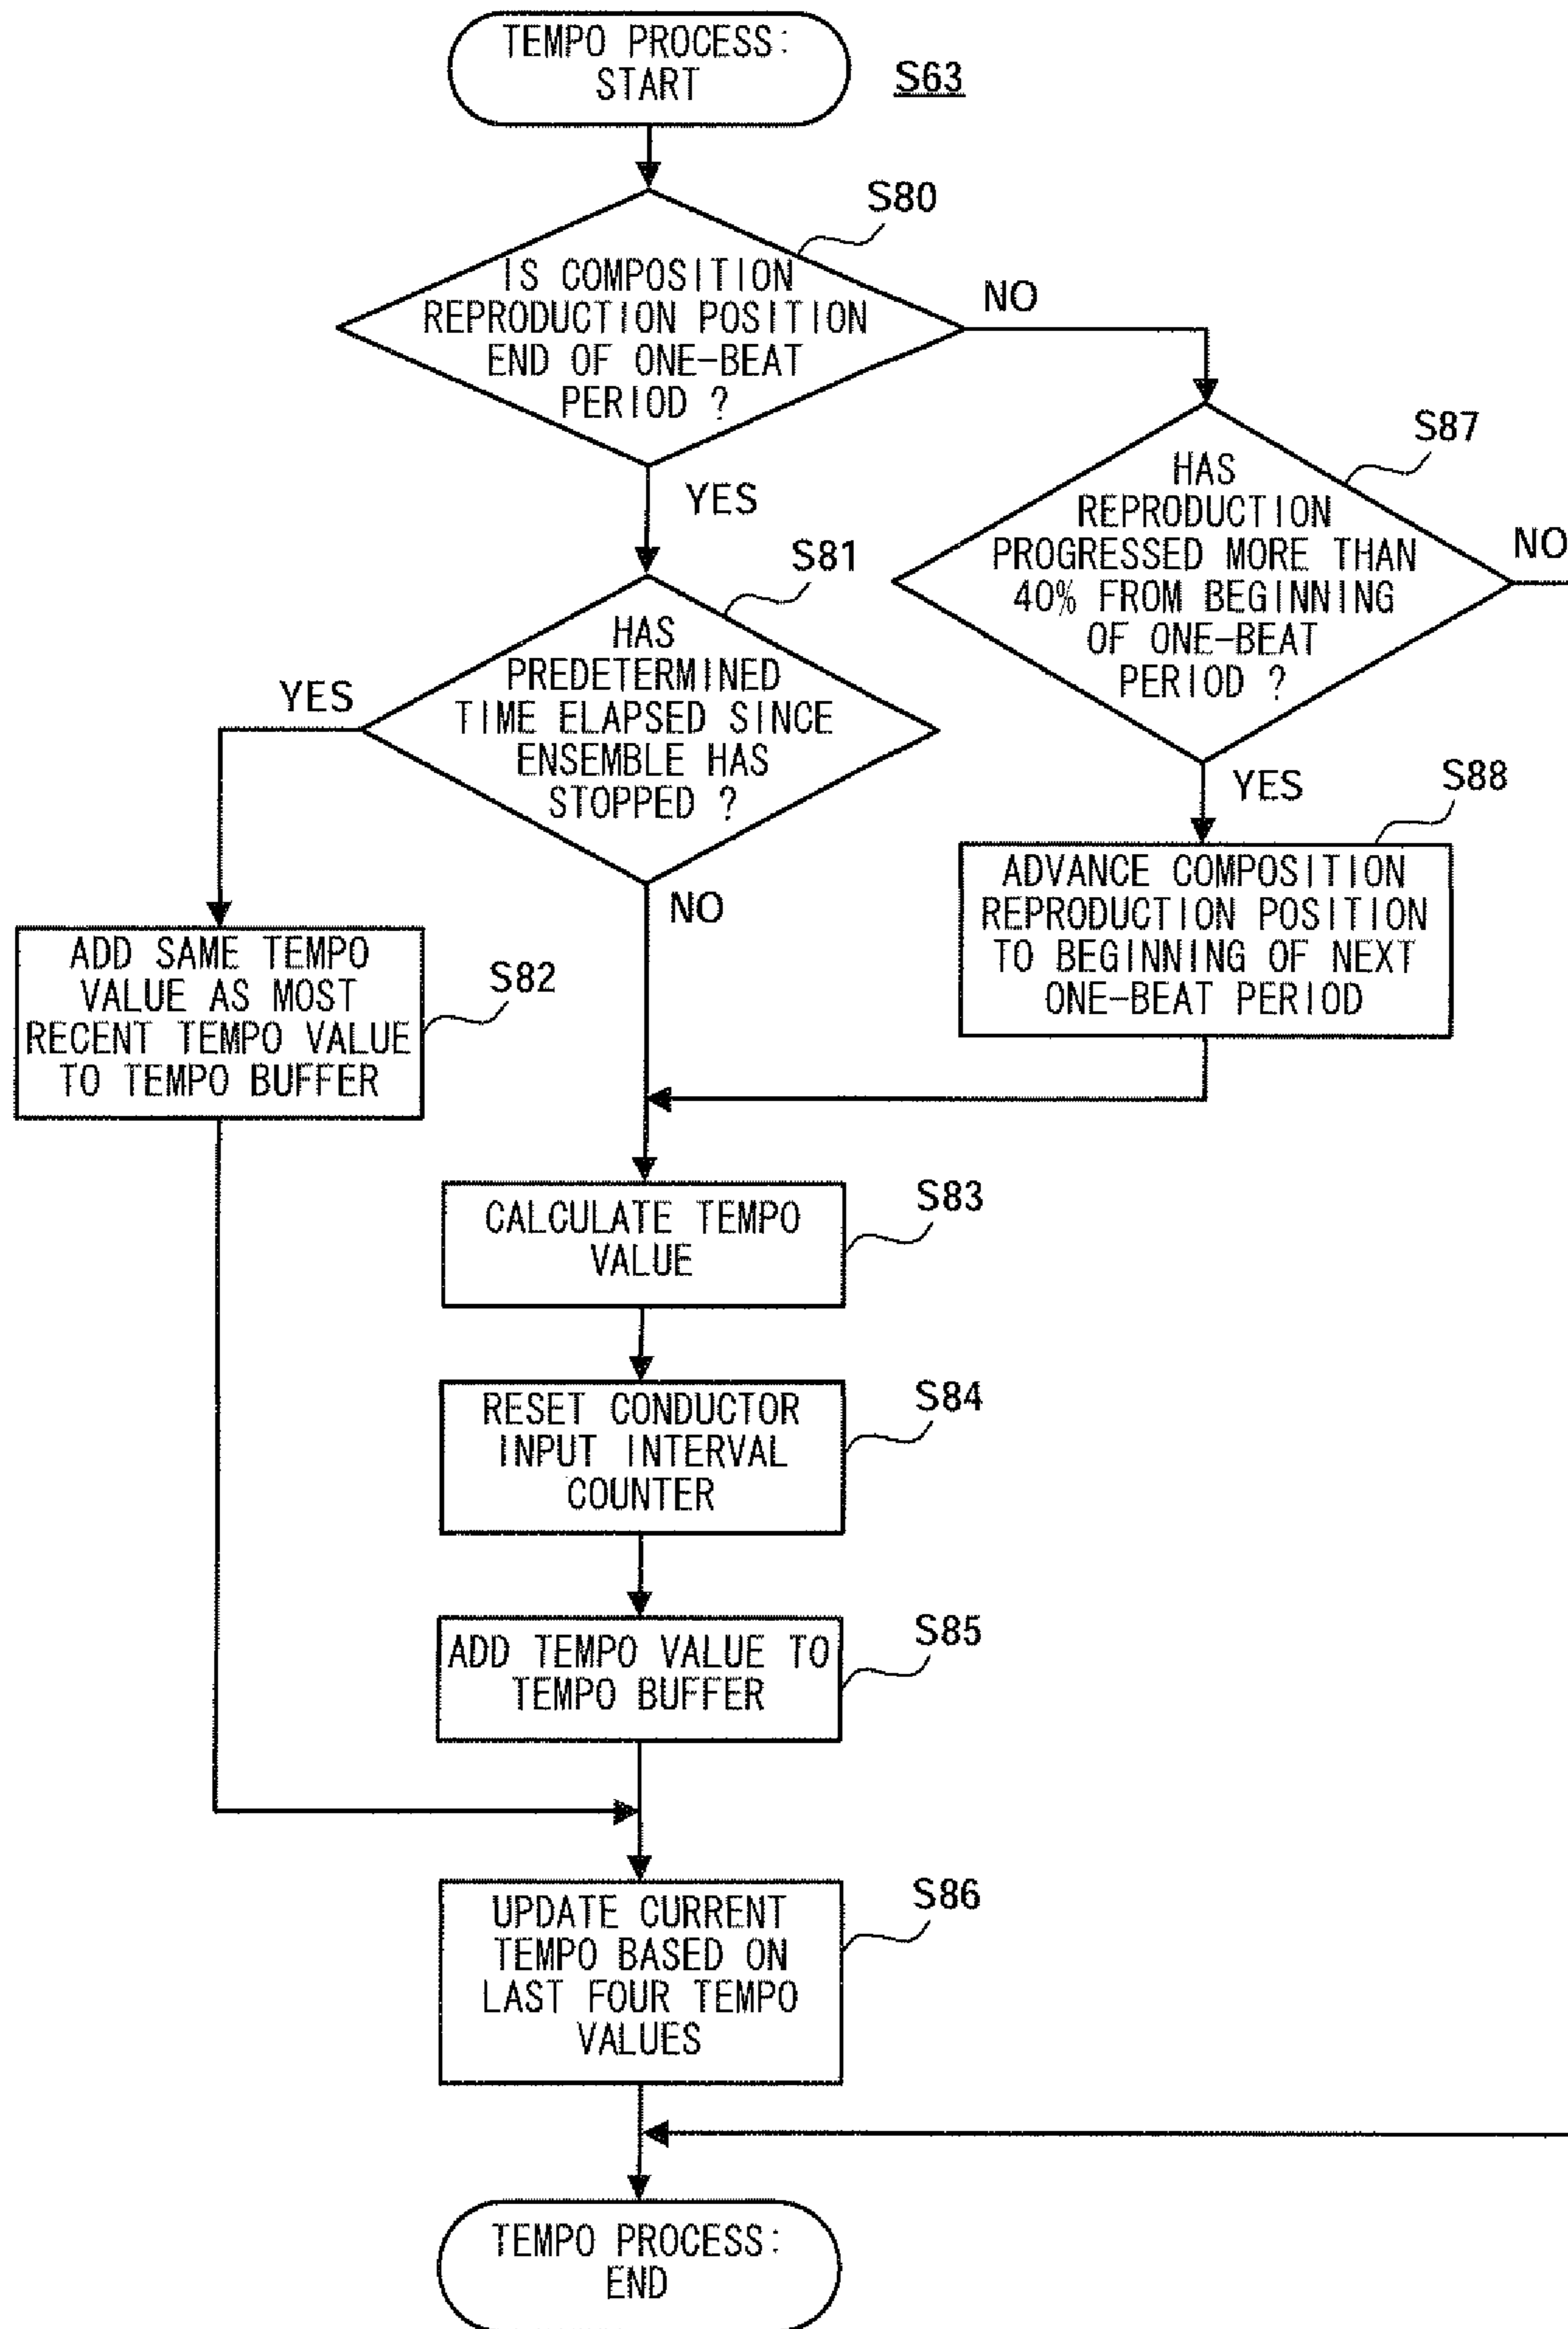 TEMPO PROCESS:
START
S63
S80
IS COMPOSITION
REPRODUCTION POSITION
END OF ONE-BEAT
PERIOD ?
NO
YES
S87
HAS
REPRODUCTION
PROGRESSED MORE THAN
40% FROM BEGINNING
OF ONE-BEAT
PERIOD ?
NO
YES
S81
HAS
PREDETERMINED
TIME ELAPSED SINCE
ENSEMBLE HAS
STOPPED ?
YES
NO
S88
ADVANCE COMPOSITION
REPRODUCTION POSITION
TO BEGINNING OF NEXT
ONE-BEAT PERIOD
ADD SAME TEMPO
VALUE AS MOST
RECENT TEMPO VALUE
TO TEMPO BUFFER
S82
CALCULATE TEMPO
VALUE
S83
RESET CONDUCTOR
INPUT INTERVAL
COUNTER
S84
ADD TEMPO VALUE TO
TEMPO BUFFER
S85
UPDATE CURRENT
TEMPO BASED ON
LAST FOUR TEMPO
VALUES
S86
TEMPO PROCESS:
END